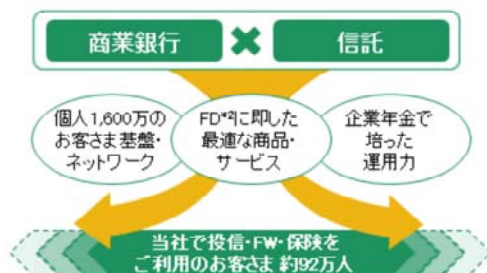 商業銀行
信託
個人1,600万の
お客さま基盤・
ネットワーク
FD*2に即した
最適な商品・
サービス
企業年金で
培った
運用力
当社で投信・FW・保険を
ご利用のお客さま 約92万人